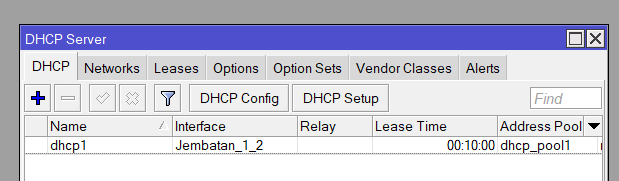 DHCP Server
DHCP Networks Leases Options Option Sets Vendor Classes Alerts
DHCP Config DHCP Setup Find
Name Interface Relay Lease Time Address Pool
dhcp1 Jembatan_1_2 00:10:00 dhcp_pool1